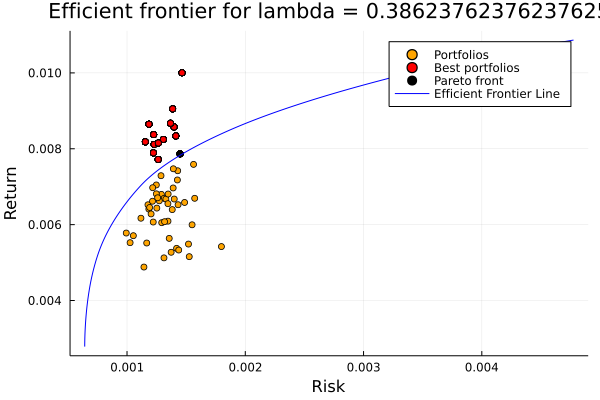 Efficient frontier for lambda = 0.3862376237623762
Portfolios
Best portfolios
Pareto front
Efficient Frontier Line
Return
0.010
0.008
0.006
0.004
0.001
0.002
0.003
0.004
Risk